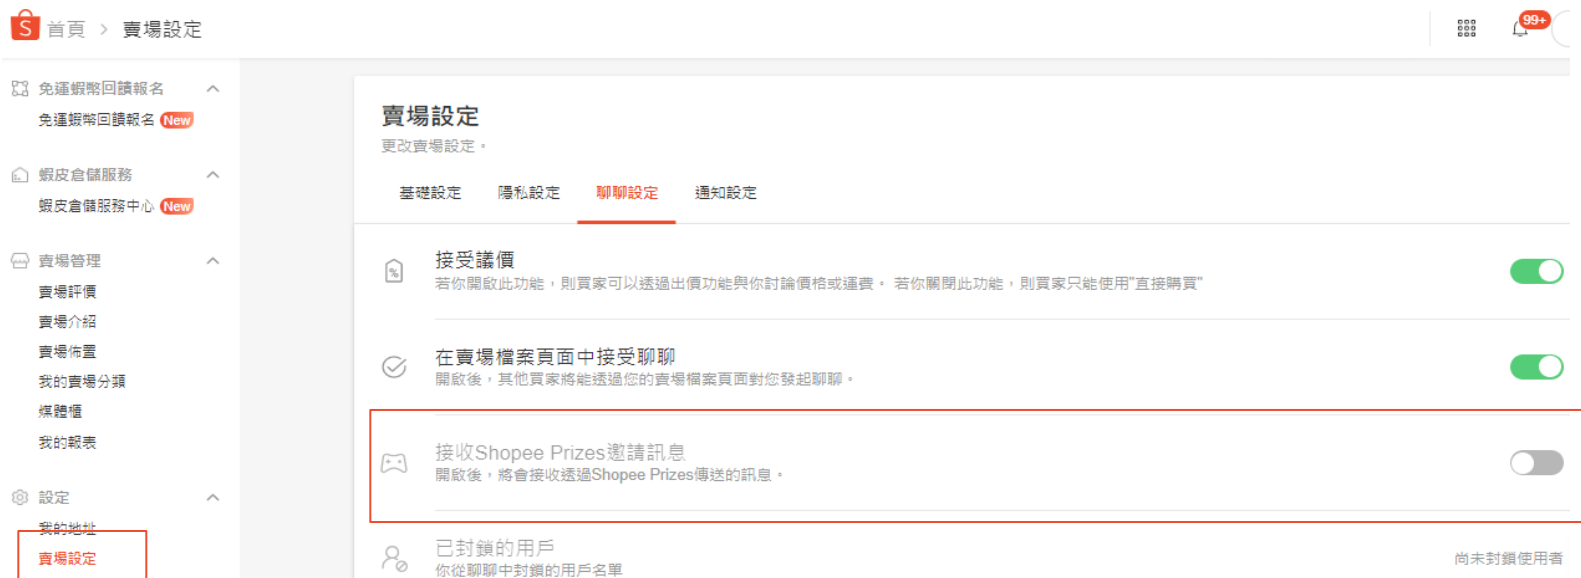 首頁 > 賣場設定
99+
免運蝦幣回饋報名
免運蝦幣回饋報名 New
蝦皮倉儲服務
蝦皮倉儲服務中心 New
賣場管理
賣場評價
賣場介紹
賣場佈置
我的賣場分類
媒體櫃
我的報表
設定
我的地址
賣場設定
賣場設定
更改賣場設定。
基礎設定 隱私設定 聊聊設定 通知設定
接受議價
若你開啟此功能，則買家可以透過出價功能與你討論價格或運費。 若你關閉此功能，則買家只能使用"直接購買"
在賣場檔案頁面中接受聊聊
開啟後，其他買家將能透過您的賣場檔案頁面對您發起聊聊。
接收Shopee Prizes邀請訊息
開啟後，將會接收透過Shopee Prizes傳送的訊息。
已封鎖的用戶
你從聊聊中封鎖的用戶名單
尚未封鎖使用者